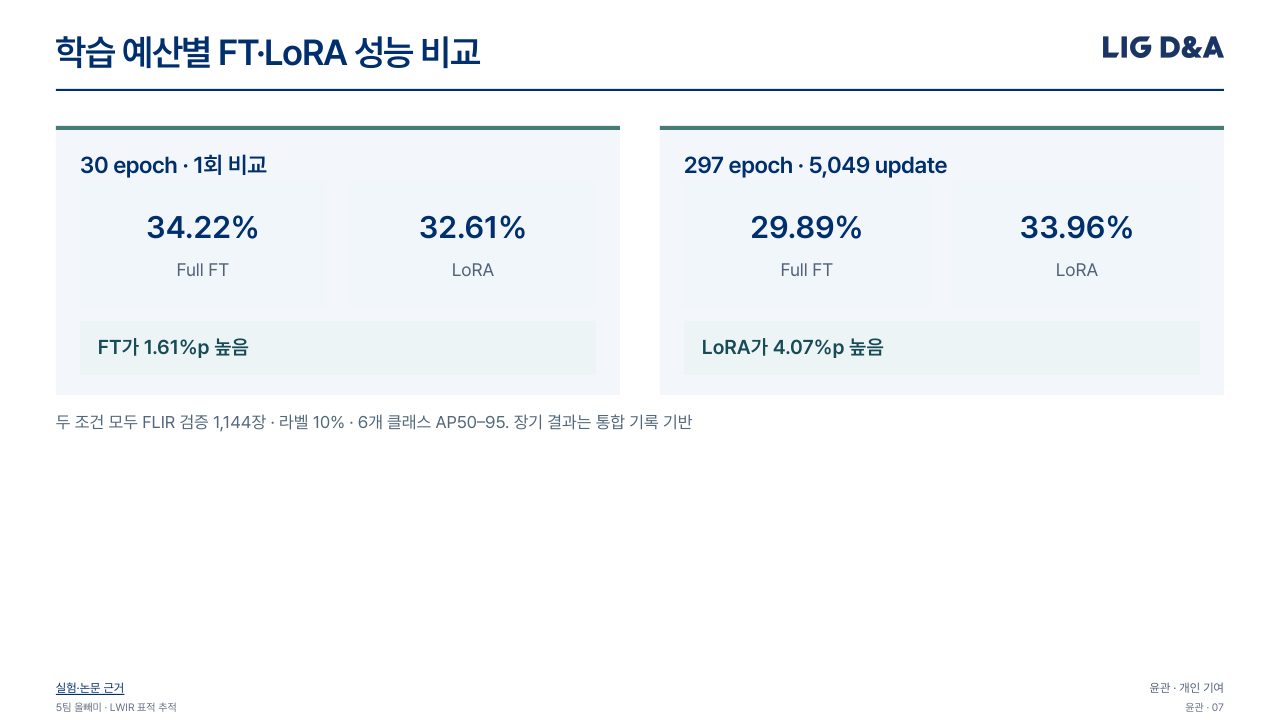 학습 예산별 FT·LoRA 성능 비교
LIG D&A
30 epoch · 1회 비교
34.22%
Full FT
32.61%
LoRA
FT가 1.61%p 높음
297 epoch · 5,049 update
29.89%
Full FT
33.96%
LoRA
LoRA가 4.07%p 높음
두 조건 모두 FLIR 검증 1,144장 · 라벨 10% · 6개 클래스 AP50–95. 장기 결과는 통합 기록 기반
실험·논문 근거
5팀 올빼미 · LWIR 표적 추적
윤관 · 개인 기여
윤관 · 07